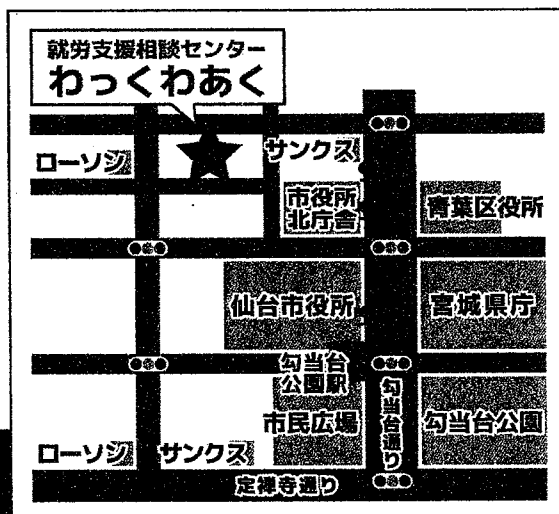 就労支援相談センター
わっくわあく
ローソン
サンクス
市役所
北庁舎
青葉区役所
仙台市役所
宮城県庁
勾当台
公園駅
勾当台通り
市民広場
勾当台公園
ローソン
サンクス
定禅寺通り